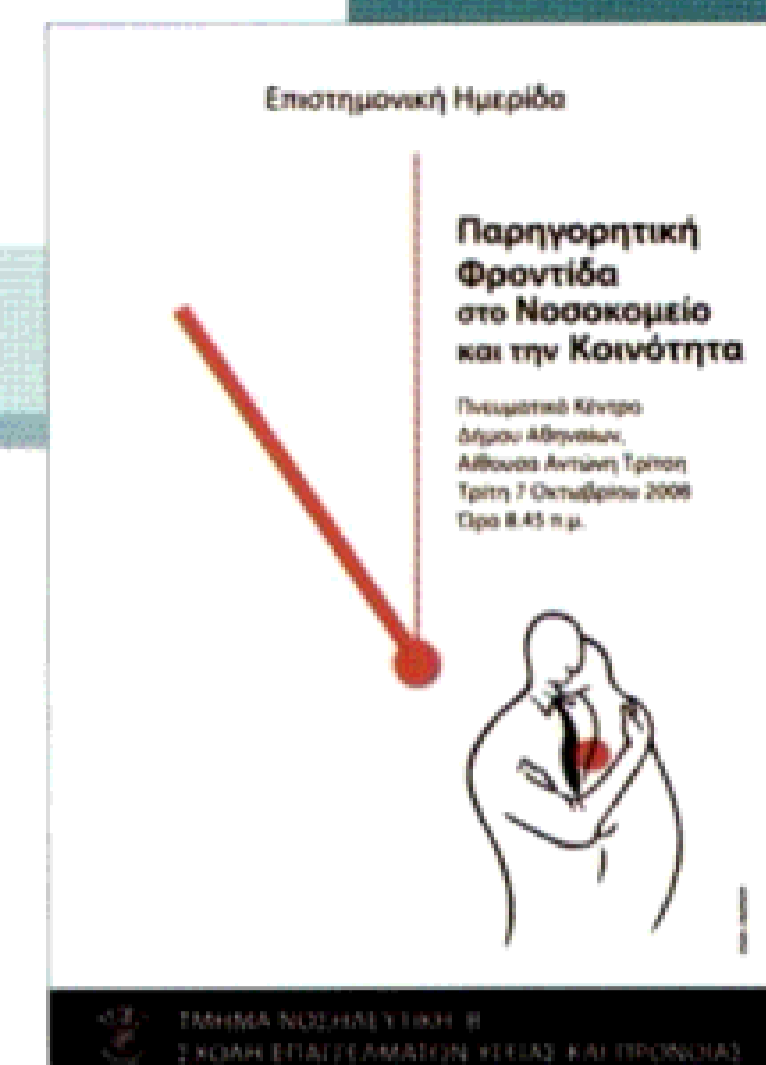 Επιστημονική Ημερίδα
Παρηγορητική
Φροντίδα
στο Νοσοκομείο
και την Κοινότητα
Πνευματικό Κέντρο
Δήμου Αθηναίων,
Αίθουσα Αντώνη Τρίτση
Τρίτη 7 Οκτωβρίου 2008
Ώρα 8.45 π.μ.
ΤΜΗΜΑ ΝΟΣΗΛΕΥΤΙΚΗΣ Β
ΣΧΟΛΗ ΕΠΑΓΓΕΛΜΑΤΩΝ ΥΓΕΙΑΣ ΚΑΙ ΠΡΟΝΟΙΑΣ